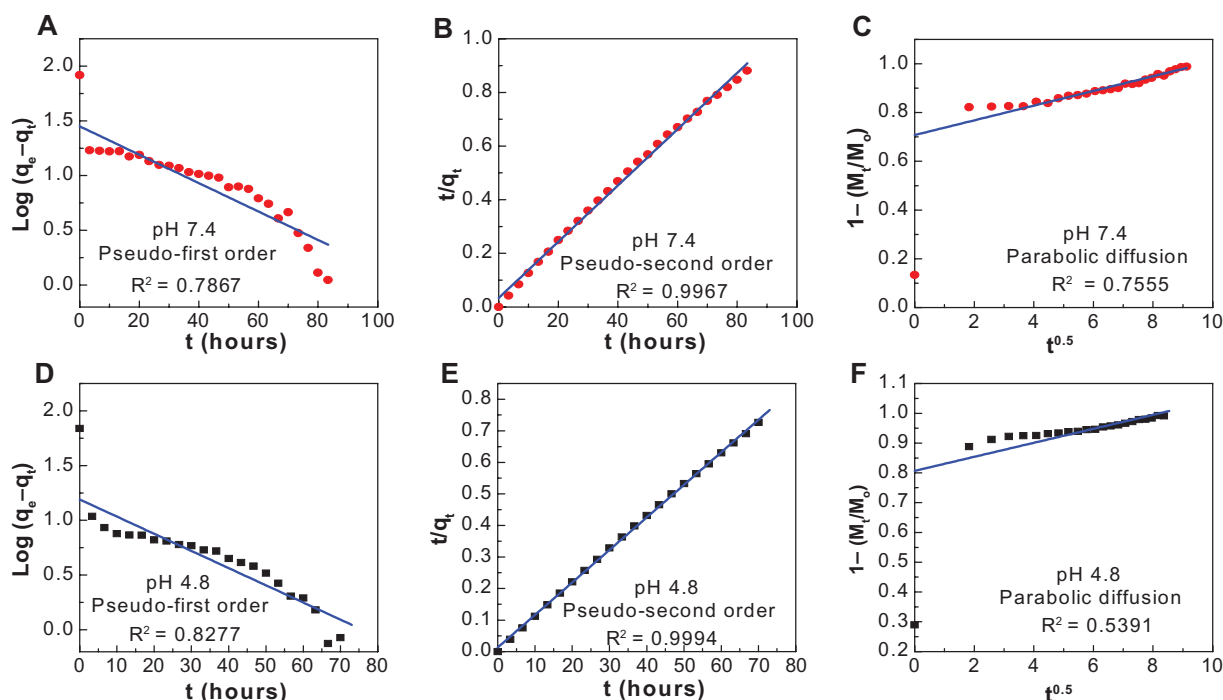 A
Log (qₑ–qₜ)
2.0
1.5
1.0
0.5
0.0
pH 7.4
Pseudo-first order
R² = 0.7867
0 20 40 60 80 100
t (hours)
B
t/qₜ
1.0
0.8
0.6
0.4
0.2
0.0
pH 7.4
Pseudo-second order
R² = 0.9967
0 20 40 60 80 100
t (hours)
C
1– (Mₜ/Mₒ)
1.0
0.8
0.6
0.4
0.2
0.0
pH 7.4
Parabolic diffusion
R² = 0.7555
0 2 4 6 8 10
t⁰·⁵
D
Log (qₑ–qₜ)
2.0
1.5
1.0
0.5
0.0
pH 4.8
Pseudo-first order
R² = 0.8277
0 10 20 30 40 50 60 70 80
t (hours)
E
t/qₜ
0.8
0.7
0.6
0.5
0.4
0.3
0.2
0.1
0.0
pH 4.8
Pseudo-second order
R² = 0.9994
0 10 20 30 40 50 60 70 80
t (hours)
F
1– (Mₜ/Mₒ)
1.1
1.0
0.9
0.8
0.7
0.6
0.5
0.4
0.3
0.2
pH 4.8
Parabolic diffusion
R² = 0.5391
0 2 4 6 8 10
t⁰·⁵